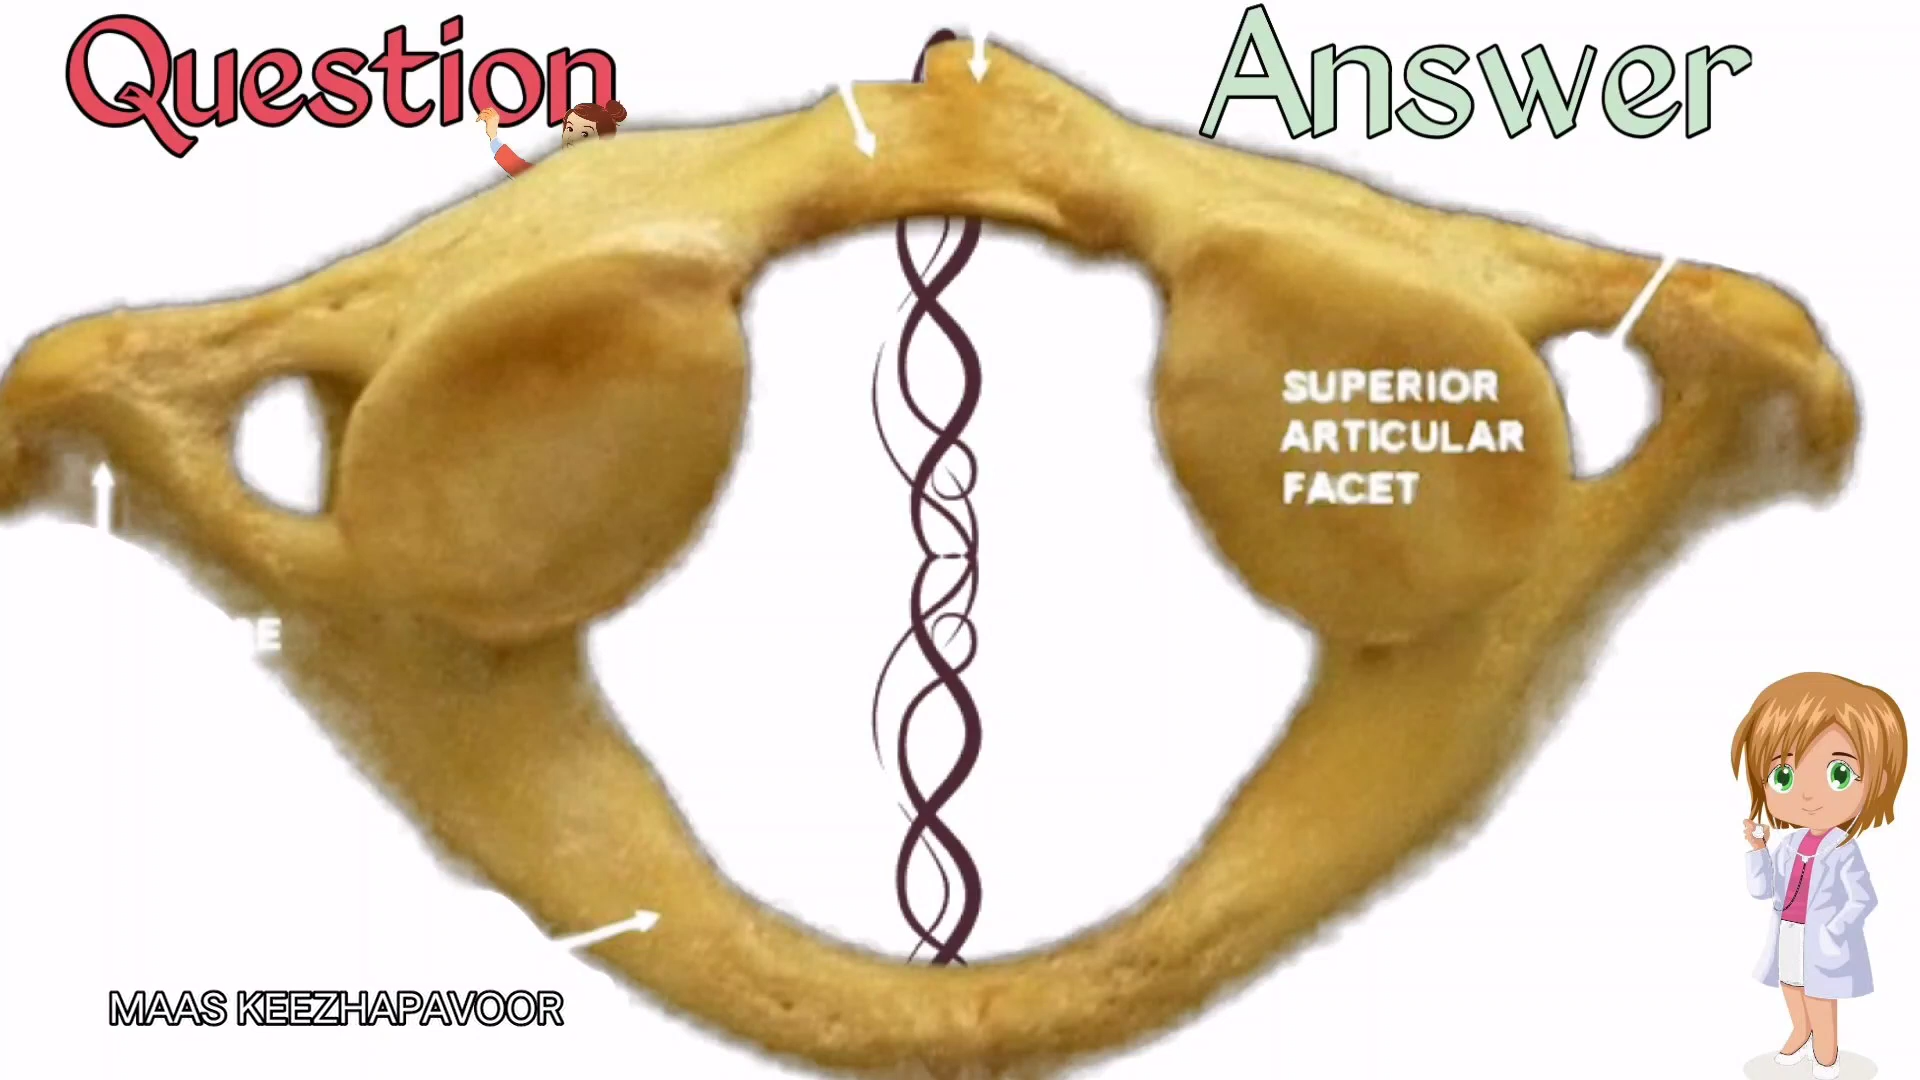 Question
Answer
SUPERIOR
ARTICULAR
FACET
MAAS KEEZHAPAVOOR